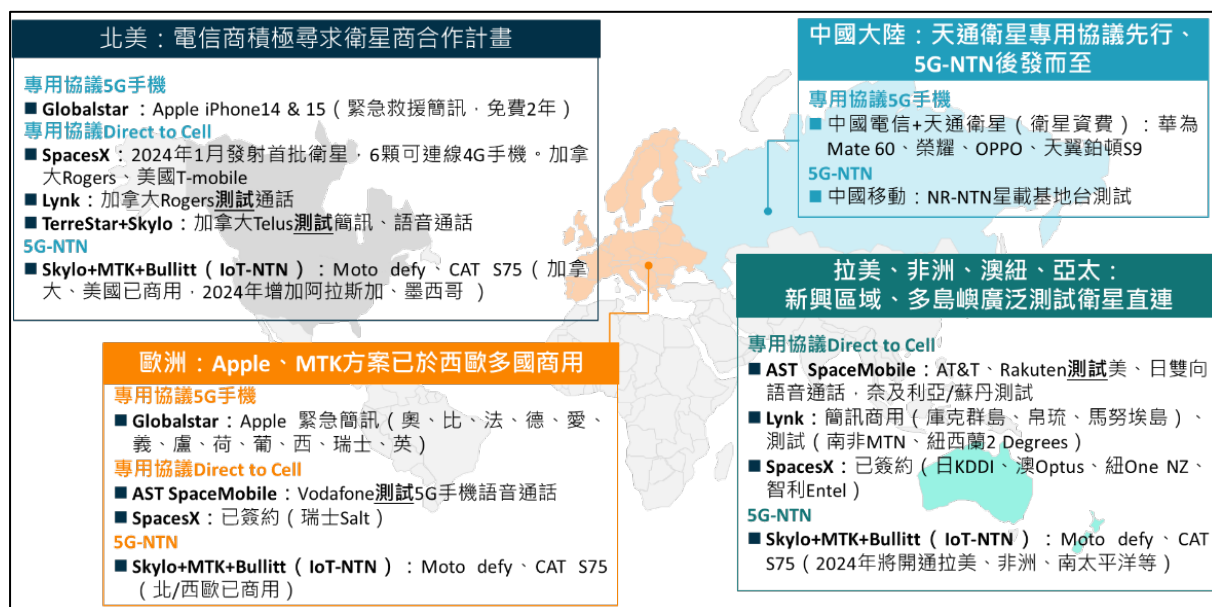 北美：電信商積極尋求衛星商合作計畫
專用協議5G手機
■ Globalstar ：Apple iPhone14 & 15（緊急救援簡訊，免費2年）
專用協議Direct to Cell
■ SpacesX：2024年1月發射首批衛星，6顆可連線4G手機。加拿
大Rogers、美國T-mobile
■ Lynk：加拿大Rogers測試通話
■ TerreStar+Skylo：加拿大Telus測試簡訊、語音通話
5G-NTN
■ Skylo+MTK+Bullitt（IoT-NTN）：Moto defy、CAT S75（加拿
大、美國已商用，2024年增加阿拉斯加、墨西哥 ）
中國大陸：天通衛星專用協議先行、
5G-NTN後發而至
專用協議5G手機
■ 中國電信+天通衛星（衛星資費）：華為
Mate 60、榮耀、OPPO、天翼鉑頓S9
5G-NTN
■ 中國移動：NR-NTN星載基地台測試
歐洲：Apple、MTK方案已於西歐多國商用
專用協議5G手機
■ Globalstar：Apple 緊急簡訊（奧、比、法、德、愛、
義、盧、荷、葡、西、瑞士、英）
專用協議Direct to Cell
■ AST SpaceMobile：Vodafone測試5G手機語音通話
■ SpacesX：已簽約（瑞士Salt）
5G-NTN
■ Skylo+MTK+Bullitt（IoT-NTN）：Moto defy、CAT S75
（北/西歐已商用）
拉美、非洲、澳紐、亞太：
新興區域、多島嶼廣泛測試衛星直連
專用協議Direct to Cell
■ AST SpaceMobile：AT&T、Rakuten測試美、日雙向
語音通話，奈及利亞/蘇丹測試
■ Lynk：簡訊商用（庫克群島、帛琉、馬努埃島）、
測試（南非MTN、紐西蘭2 Degrees）
■ SpacesX：已簽約（日KDDI、澳Optus、紐One NZ、
智利Entel）
5G-NTN
■ Skylo+MTK+Bullitt（IoT-NTN）：Moto defy、CAT
S75（2024年將開通拉美、非洲、南太平洋等）